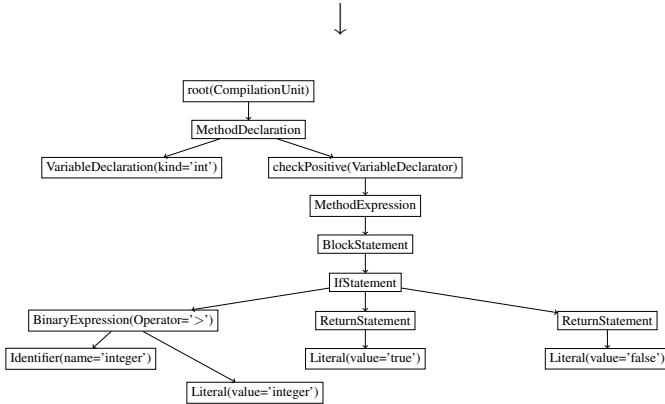 root(CompilationUnit)
MethodDeclaration
VariableDeclaration(kind='int')
checkPositive(VariableDeclarator)
MethodExpression
BlockStatement
IfStatement
BinaryExpression(Operator='>')
ReturnStatement
ReturnStatement
Identifier(name='integer')
Literal(value='true')
Literal(value='false')
Literal(value='integer')